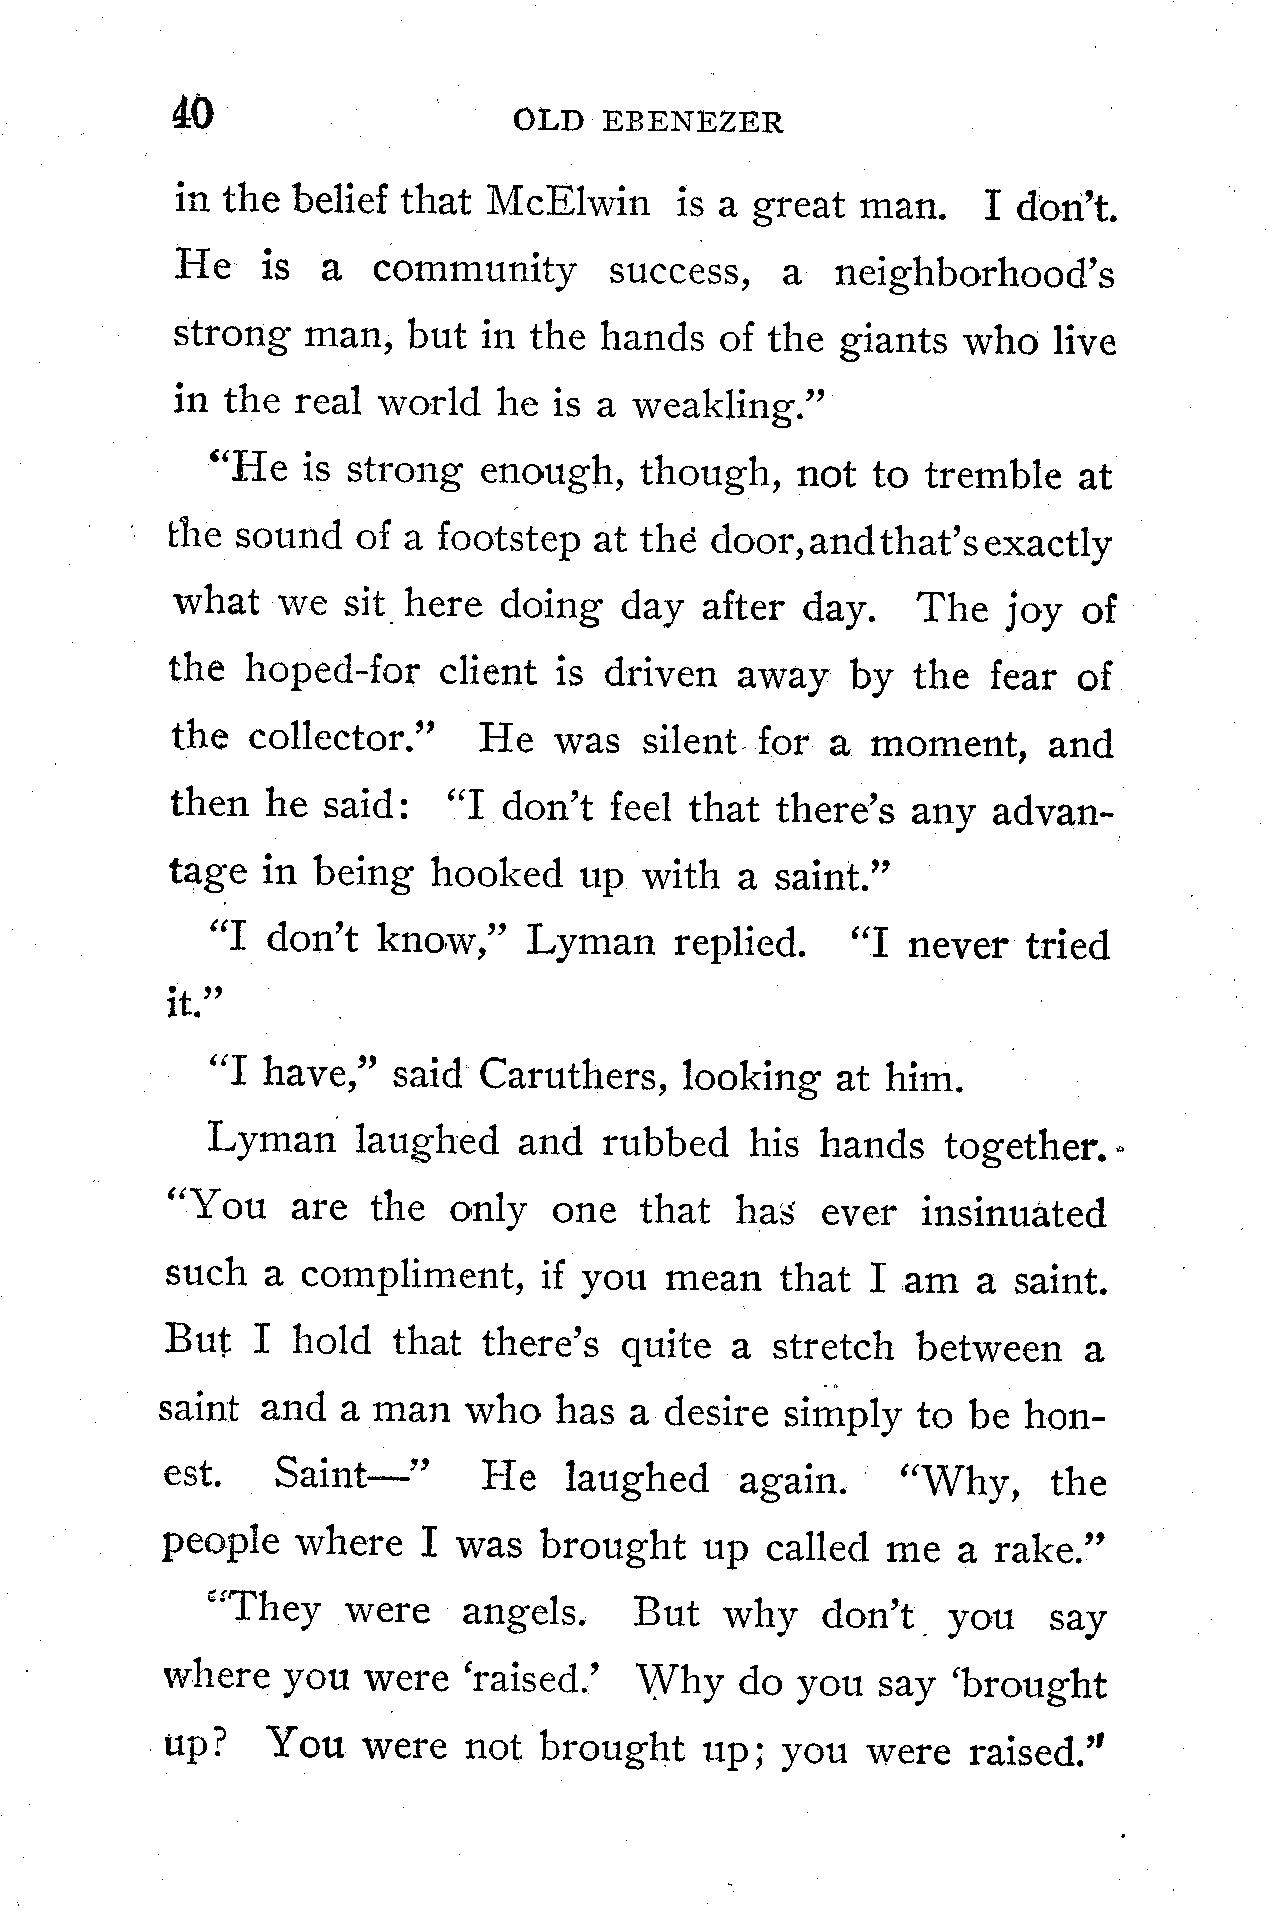 40 OLD EBENEZER
in the belief that McElwin is a great man. I don't.
He is a community success, a neighborhood's
strong man, but in the hands of the giants who live
in the real world he is a weakling."
"He is strong enough, though, not to tremble at
the sound of a footstep at the door, and that's exactly
what we sit here doing day after day. The joy of
the hoped-for client is driven away by the fear of
the collector." He was silent for a moment, and
then he said: "I don't feel that there's any advan-
tage in being hooked up with a saint."
"I don't know," Lyman replied. "I never tried
it."
"I have," said Caruthers, looking at him.
Lyman laughed and rubbed his hands together.
"You are the only one that has ever insinuated
such a compliment, if you mean that I am a saint.
But I hold that there's quite a stretch between a
saint and a man who has a desire simply to be hon-
est. Saint—" He laughed again. "Why, the
people where I was brought up called me a rake."
"They were angels. But why don't you say
where you were 'raised.' Why do you say 'brought
up? You were not brought up; you were raised."